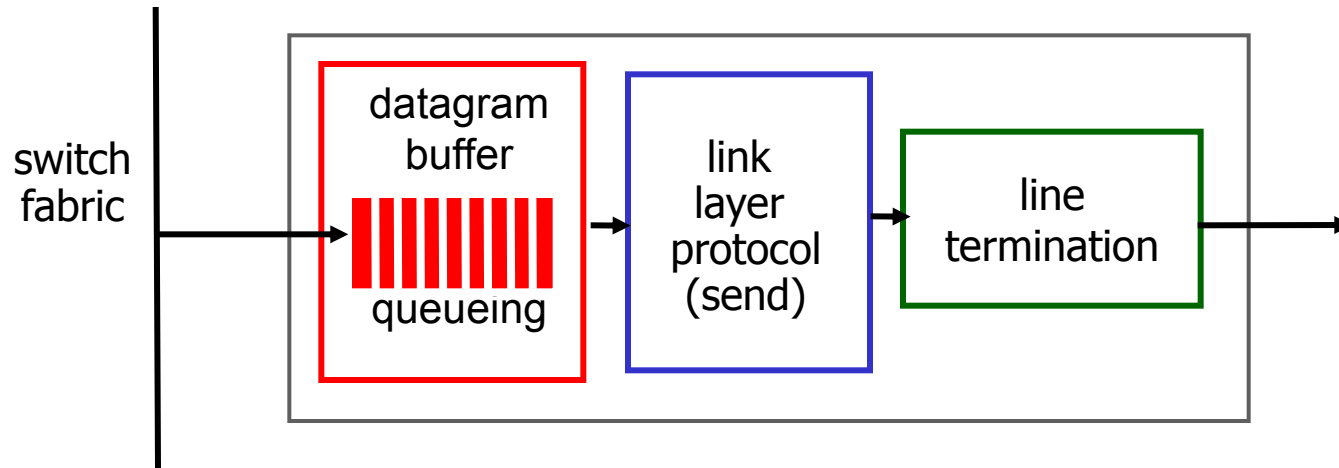 switch
fabric
datagram
buffer
queueing
link
layer
protocol
(send)
line
termination